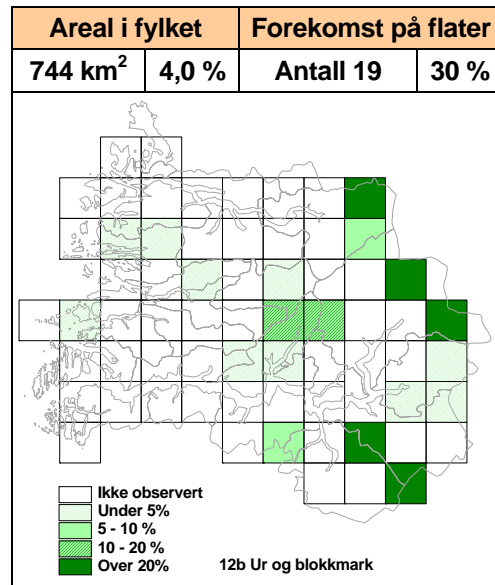 Areal i fylket Forekomst på flater
744 km² 4,0 % Antall 19 30 %
Ikke observert
Under 5%
5 - 10 %
10 - 20 %
Over 20%
12b Ur og blokkmark